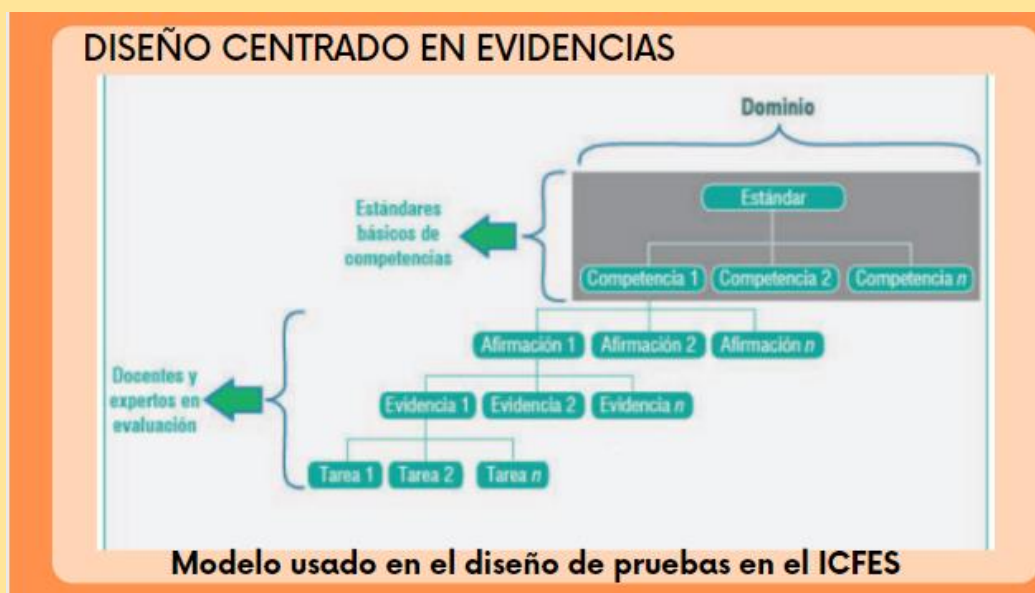 DISEÑO CENTRADO EN EVIDENCIAS
Dominio
Estándar
Estándares
básicos de
competencias
Competencia 1
Competencia 2
Competencia n
Afirmación 1
Afirmación 2
Afirmación n
Docentes y
expertos en
evaluación
Evidencia 1
Evidencia 2
Evidencia n
Tarea 1
Tarea 2
Tarea n
Modelo usado en el diseño de pruebas en el ICFES